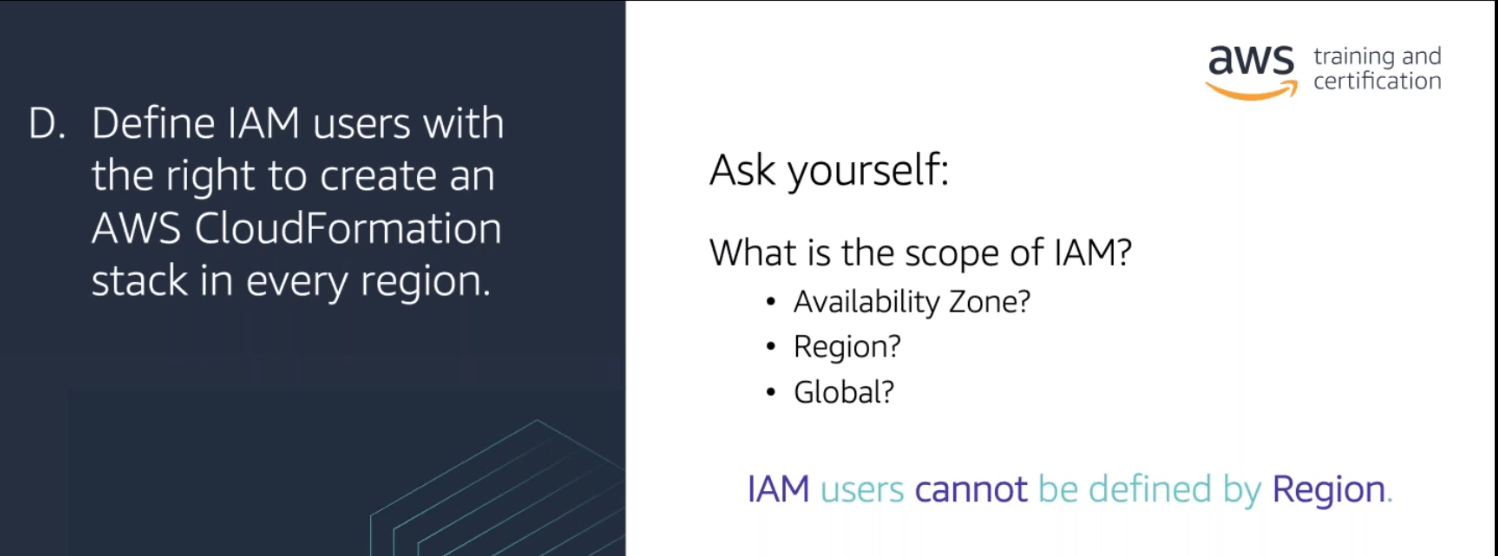 D. Define IAM users with
the right to create an
AWS CloudFormation
stack in every region.
aws training and
certification
Ask yourself:
What is the scope of IAM?
• Availability Zone?
• Region?
• Global?
IAM users cannot be defined by Region.